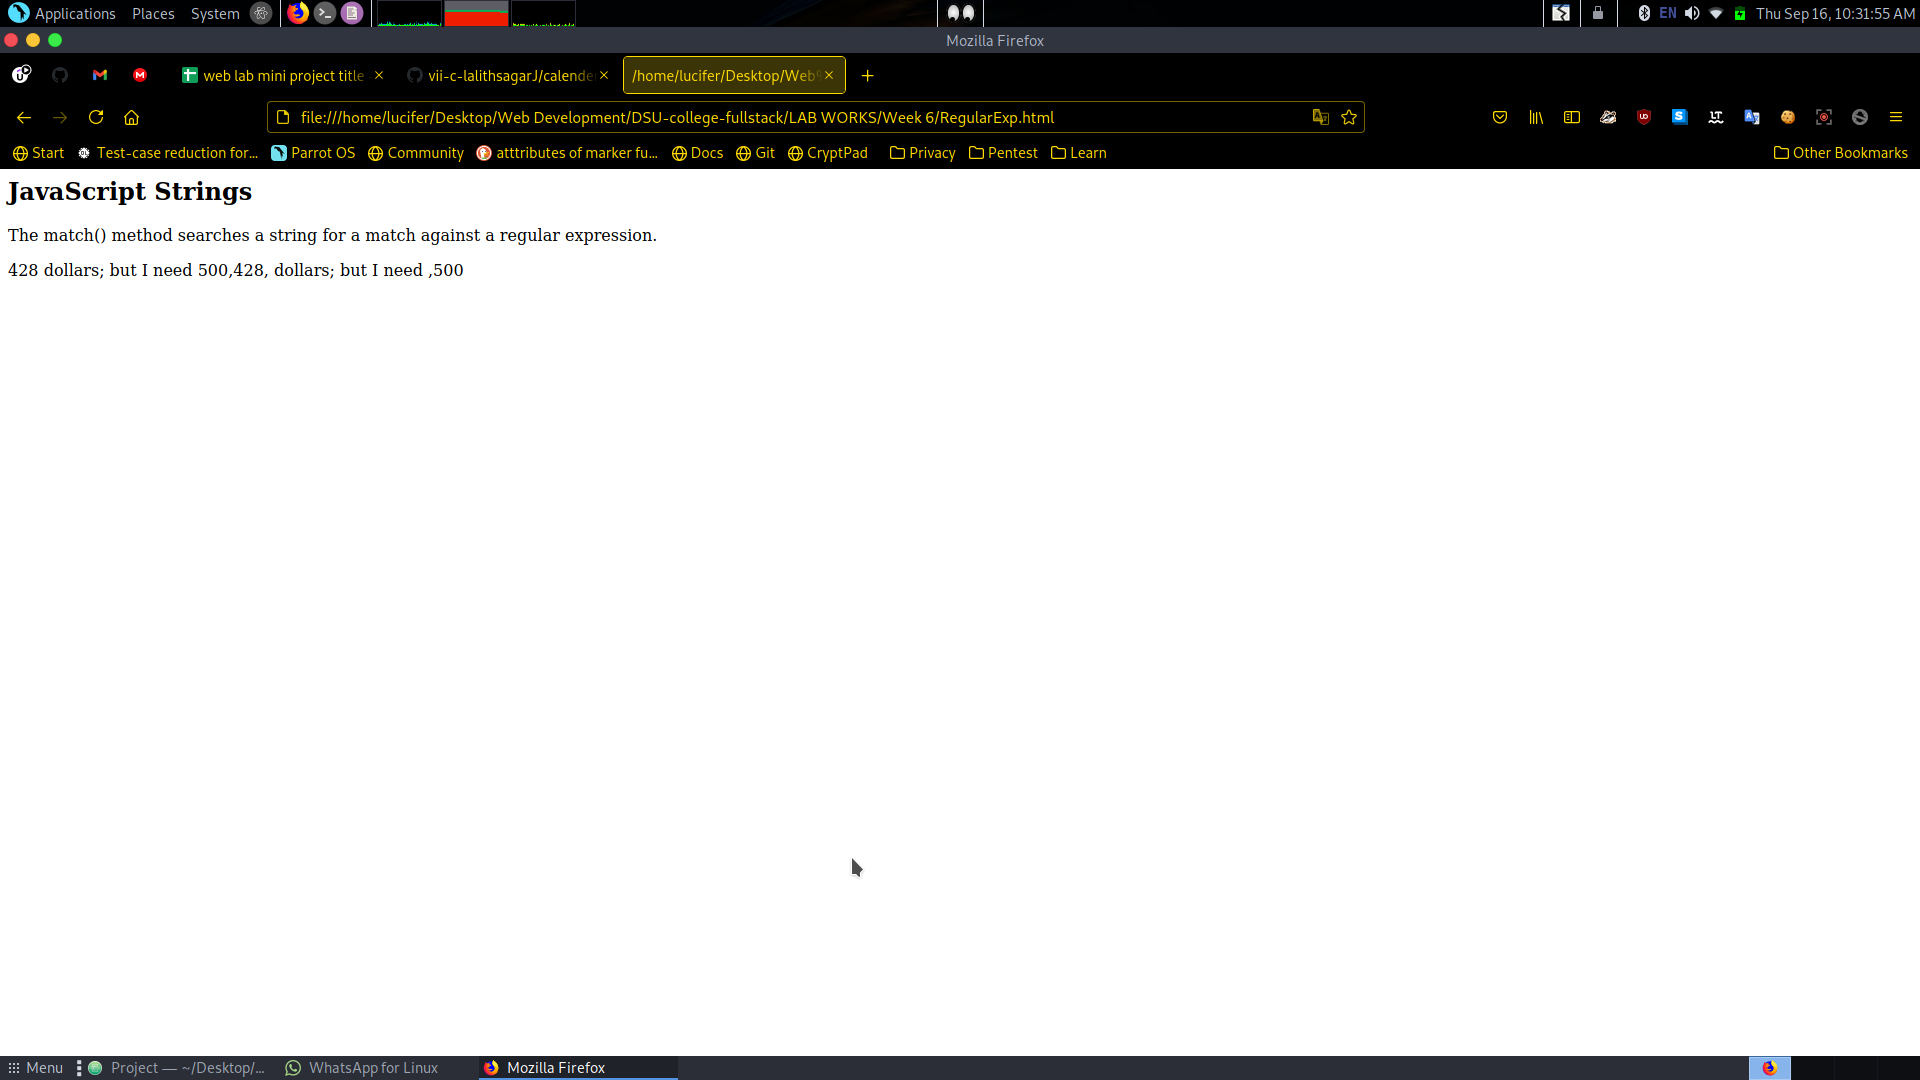 Applications Places System EN Thu Sep 16, 10:31:55 AM
Mozilla Firefox
web lab mini project title × vii-c-lalithsagarJ/calende × /home/lucifer/Desktop/Web × +
file:///home/lucifer/Desktop/Web Development/DSU-college-fullstack/LAB WORKS/Week 6/RegularExp.html
Start Test-case reduction for... Parrot OS Community atttributes of marker fu... Docs Git CryptPad Privacy Pentest Learn Other Bookmarks
JavaScript Strings
The match() method searches a string for a match against a regular expression.
428 dollars; but I need 500,428, dollars; but I need ,500
Menu Project — ~/Desktop/... WhatsApp for Linux Mozilla Firefox